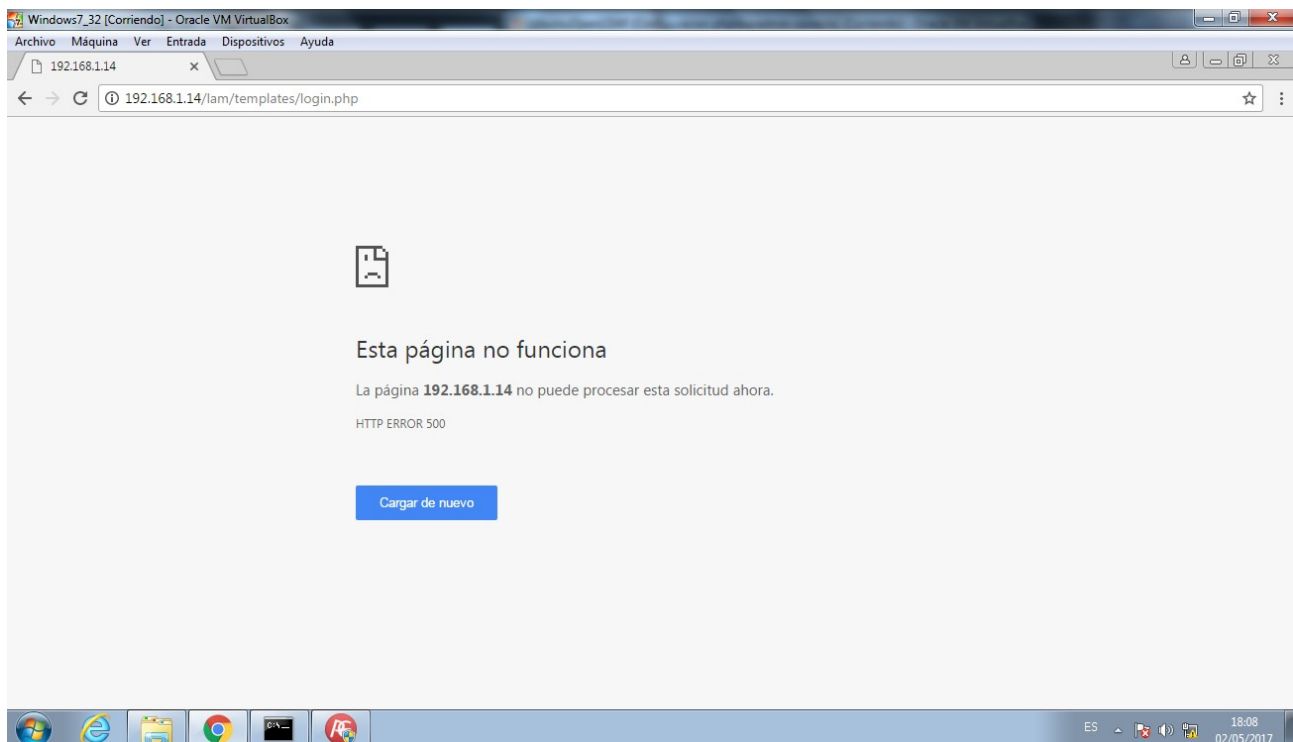 Windows7_32 [Corriendo] - Oracle VM VirtualBox
Archivo Máquina Ver Entrada Dispositivos Ayuda
192.168.1.14
192.168.1.14/lam/templates/login.php
Esta página no funciona
La página 192.168.1.14 no puede procesar esta solicitud ahora.
HTTP ERROR 500
Cargar de nuevo
ES
18:08
02/05/2017